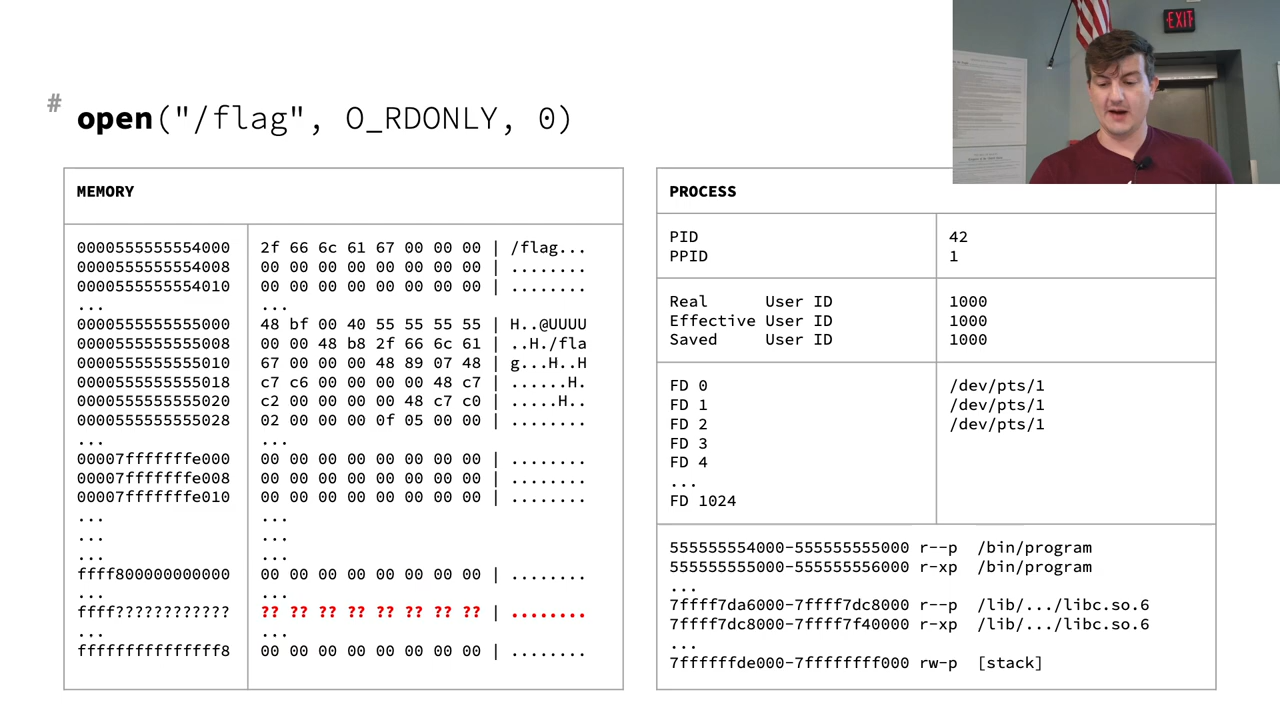 EXIT
# open("/flag", O_RDONLY, 0)
MEMORY
0000555555554000 2f 66 6c 61 67 00 00 00 | /flag...
0000555555554008 00 00 00 00 00 00 00 00 | ........
0000555555554010 00 00 00 00 00 00 00 00 | ........
... ...
0000555555555000 48 bf 00 40 55 55 55 55 | H..@UUUU
0000555555555008 00 00 48 b8 2f 66 6c 61 | ..H./fla
0000555555555010 67 00 00 00 48 89 07 48 | g...H..H
0000555555555018 c7 c6 00 00 00 00 48 c7 | ......H.
0000555555555020 c2 00 00 00 00 48 c7 c0 | .....H..
0000555555555028 02 00 00 00 0f 05 00 00 | ........
... ...
00007fffffffe000 00 00 00 00 00 00 00 00 | ........
00007fffffffe008 00 00 00 00 00 00 00 00 | ........
00007fffffffe010 00 00 00 00 00 00 00 00 | ........
... ...
... ...
... ...
ffff800000000000 00 00 00 00 00 00 00 00 | ........
... ...
ffff???????????? ?? ?? ?? ?? ?? ?? ?? ?? | ........
... ...
fffffffffffffff8 00 00 00 00 00 00 00 00 | ........
PROCESS
PID 42
PPID 1
Real User ID 1000
Effective User ID 1000
Saved User ID 1000
FD 0 /dev/pts/1
FD 1 /dev/pts/1
FD 2 /dev/pts/1
FD 3
FD 4
...
FD 1024
555555554000-555555555000 r--p /bin/program
555555555000-555555556000 r-xp /bin/program
...
7ffff7da6000-7ffff7dc8000 r--p /lib/.../libc.so.6
7ffff7dc8000-7ffff7f40000 r-xp /lib/.../libc.so.6
...
7ffffffde000-7ffffffff000 rw-p [stack]